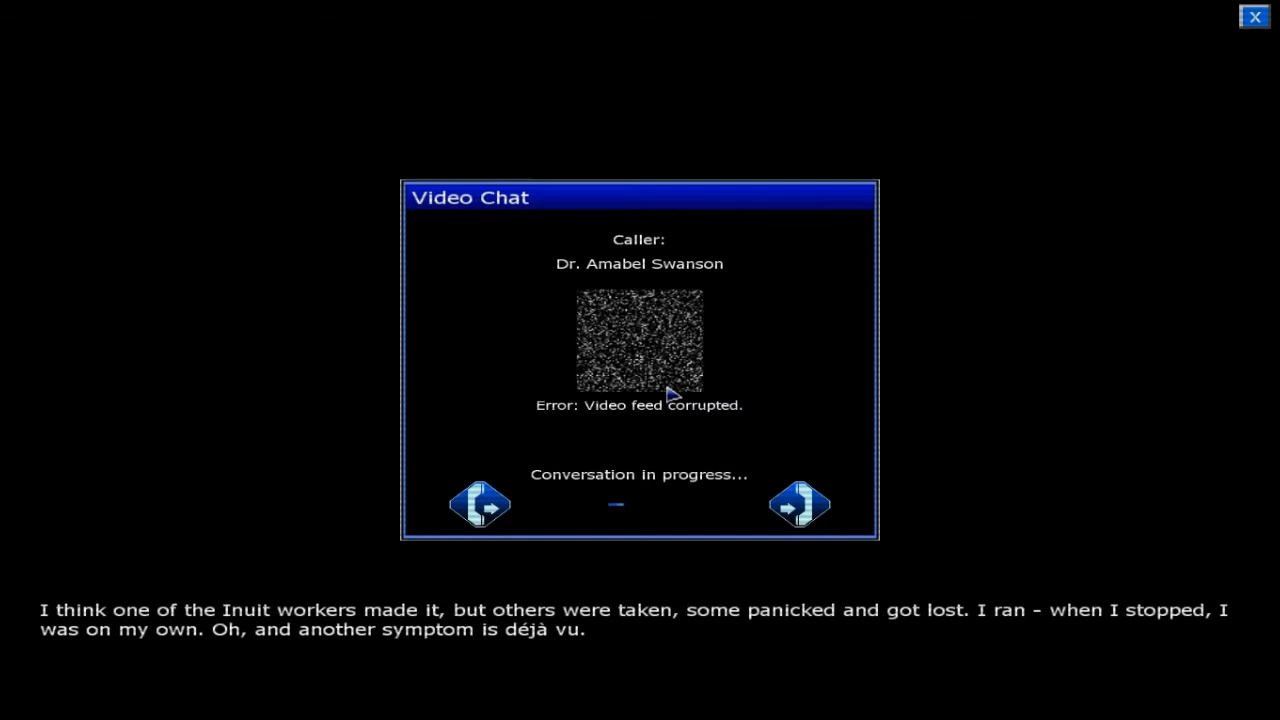 X
Video Chat
Caller:
Dr. Amabel Swanson
Error: Video feed corrupted.
Conversation in progress...
I think one of the Inuit workers made it, but others were taken, some panicked and got lost. I ran - when I stopped, I
was on my own. Oh, and another symptom is déjà vu.